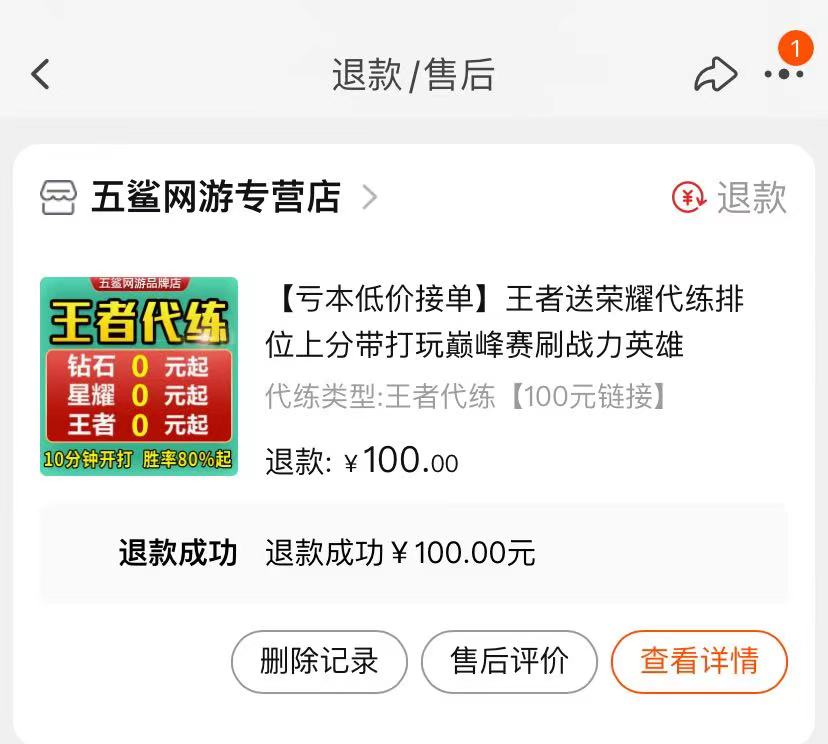 退款/售后
1
五鲨网游专营店
退款
五鲨网游品牌店
王者代练
钻石 0 元起
星耀 0 元起
王者 0 元起
10分钟开打 胜率80%起
【亏本低价接单】王者送荣耀代练排
位上分带打玩巅峰赛刷战力英雄
代练类型:王者代练【100元链接】
退款: ¥100.00
退款成功 退款成功¥100.00元
删除记录
售后评价
查看详情